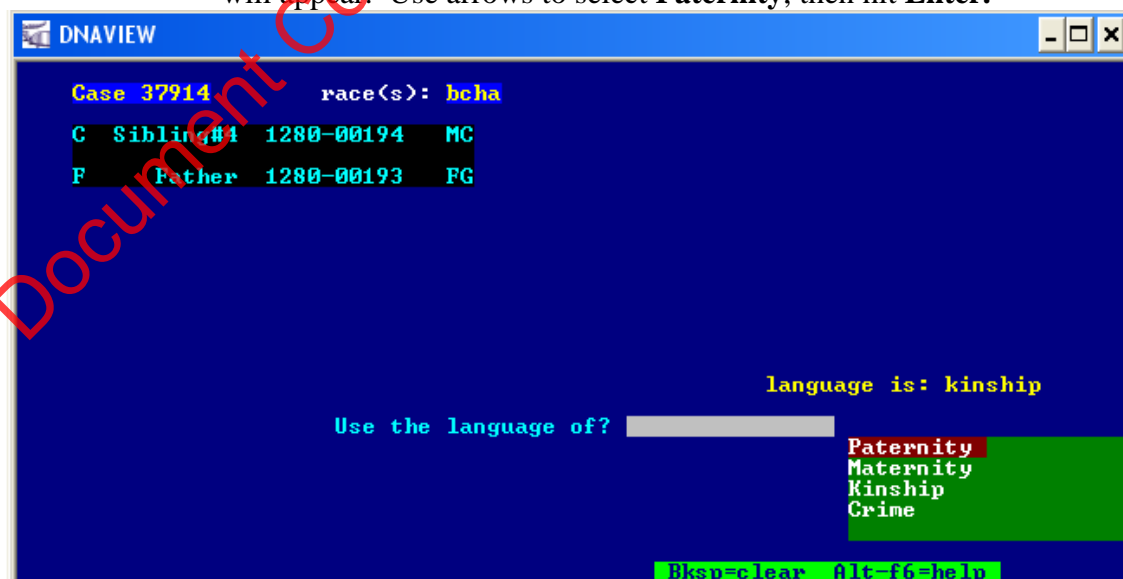 will appear. Use arrows to select Paternity, then hit Enter.
DNAVIEW
Case 37914 race(s): bcha
C Sibling#4 1280-00194 MC
F Father 1280-00193 FG
language is: kinship
Use the language of?
Paternity
Maternity
Kinship
Crime
Bksp=clear Alt-f6=help
Document